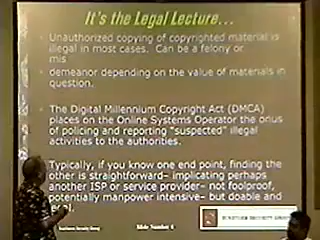 It's the Legal Lecture...
Unauthorized copying of copyrighted material is
illegal in most cases. Can be a felony or
mis
demeanor depending on the value of materials in
question.
The Digital Millennium Copyright Act (DMCA)
places on the Online Systems Operator the onus
of policing and reporting "suspected" illegal
activities to the authorities.
Typically, if you know one end point, finding the
other is straightforward– implicating perhaps
another ISP or service provider– not foolproof,
potentially manpower intensive– but doable and
Slide Number 6
SECURITY GROUP